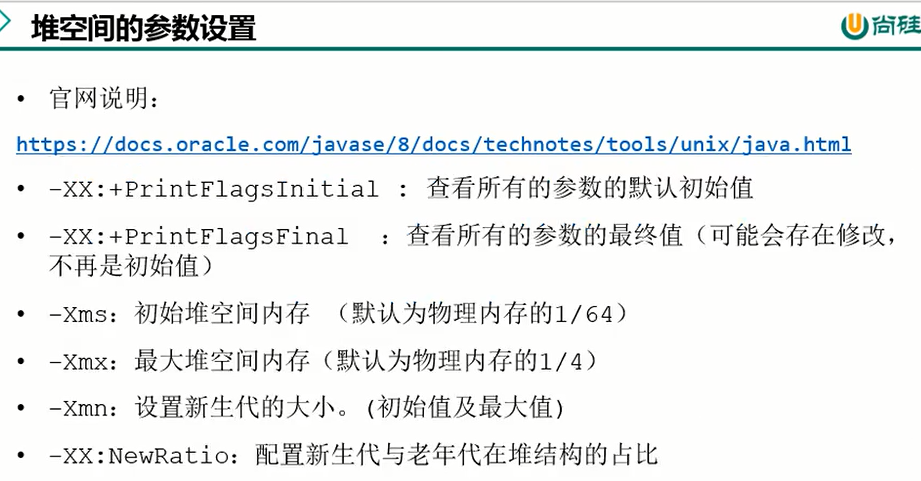 堆空间的参数设置
尚硅
• 官网说明：
https://docs.oracle.com/javase/8/docs/technotes/tools/unix/java.html
• -XX:+PrintFlagsInitial : 查看所有的参数的默认初始值
• -XX:+PrintFlagsFinal ：查看所有的参数的最终值（可能会存在修改，
不再是初始值）
• -Xms：初始堆空间内存 （默认为物理内存的1/64）
• -Xmx：最大堆空间内存（默认为物理内存的1/4）
• -Xmn：设置新生代的大小。(初始值及最大值)
• -XX:NewRatio：配置新生代与老年代在堆结构的占比